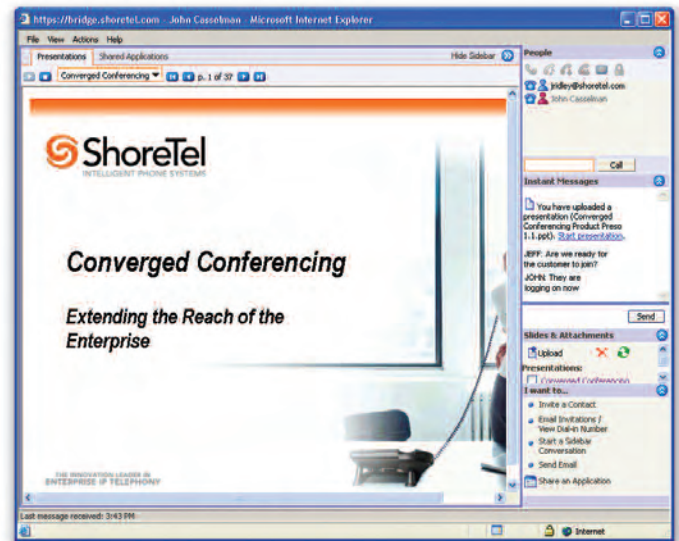 https://bridge.shoretel.com - John Casselman - Microsoft Internet Explorer
File View Actions Help
Presentations Shared Applications Hide Sidebar
Converged Conferencing p. 1 of 37
ShoreTel
INTELLIGENT PHONE SYSTEMS
Converged Conferencing
Extending the Reach of the
Enterprise
THE INNOVATION LEADER IN
ENTERPRISE IP TELEPHONY
People
jridley@shoretel.com
John Casselman
Call
Instant Messages
You have uploaded a
presentation (Converged
Conferencing Product Preso
1.1.ppt). Start presentation.
JEFF: Are we ready for
the customer to join?
JOHN: They are
logging on now
Send
Slides & Attachments
Upload
Presentations:
Converged Conferencing
I want to...
Invite a Contact
Email Invitations /
View Dial-in Number
Start a Sidebar
Conversation
Send Email
Share an Application
Last message received: 3:43 PM
Internet